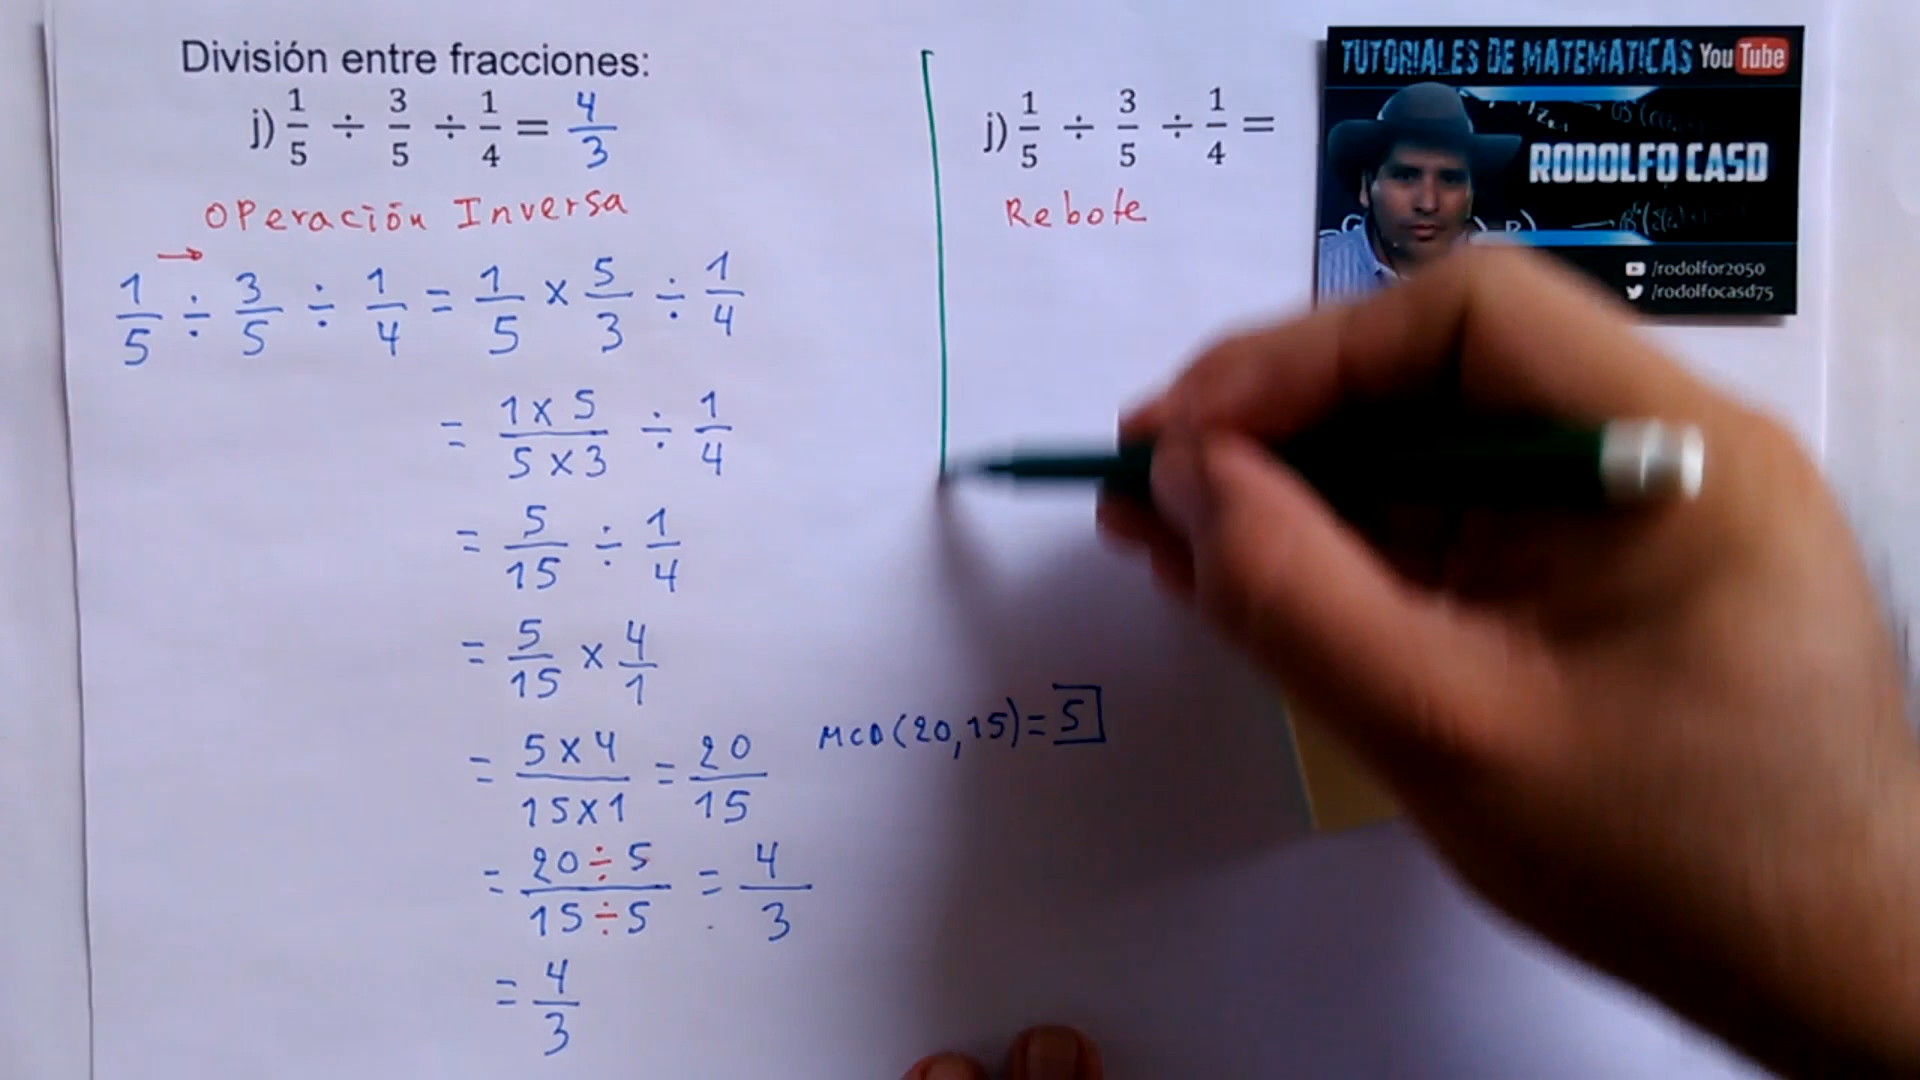 División entre fracciones:
j) 1/5 ÷ 3/5 ÷ 1/4 = 4/3
OPeración Inversa
→
1/5 ÷ 3/5 ÷ 1/4 = 1/5 x 5/3 ÷ 1/4
= 1x5/5x3 ÷ 1/4
= 5/15 ÷ 1/4
= 5/15 x 4/1
= 5x4/15x1 = 20/15
MCD(20,15)=5
= 20÷5/15÷5 = 4/3
= 4/3
j) 1/5 ÷ 3/5 ÷ 1/4 =
Rebote
TUTORIALES DE MATEMATICAS YouTube
RODOLFO CASD
/rodolfor2050
/rodolfocasd75